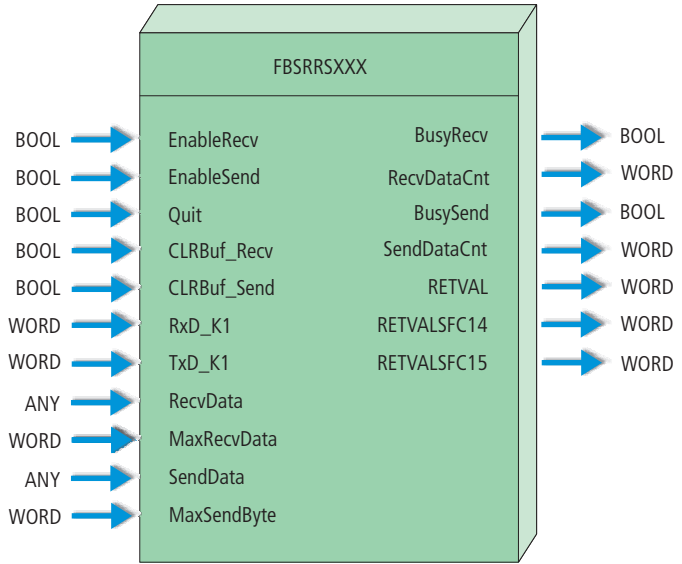 FBSRRSXXX
BOOL EnableRecv BusyRecv BOOL
BOOL EnableSend RecvDataCnt WORD
BOOL Quit BusySend BOOL
BOOL CLRBuf_Recv SendDataCnt WORD
BOOL CLRBuf_Send RETVAL WORD
WORD RxD_K1 RETVALSFC14 WORD
WORD TxD_K1 RETVALSFC15 WORD
ANY RecvData
WORD MaxRecvData
ANY SendData
WORD MaxSendByte